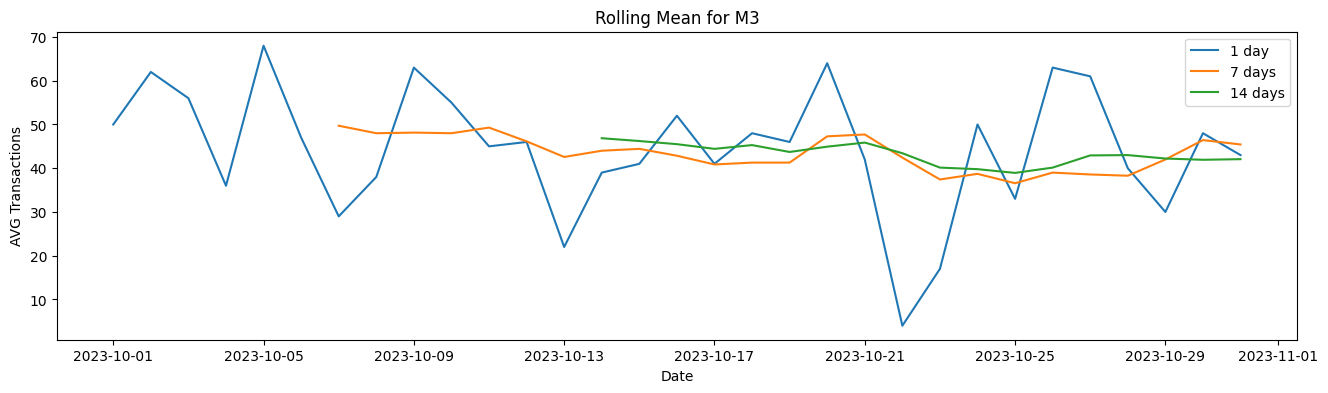 Rolling Mean for M3
1 day
7 days
14 days
AVG Transactions
70
60
50
40
30
20
10
2023-10-01 2023-10-05 2023-10-09 2023-10-13 2023-10-17 2023-10-21 2023-10-25 2023-10-29 2023-11-01
Date